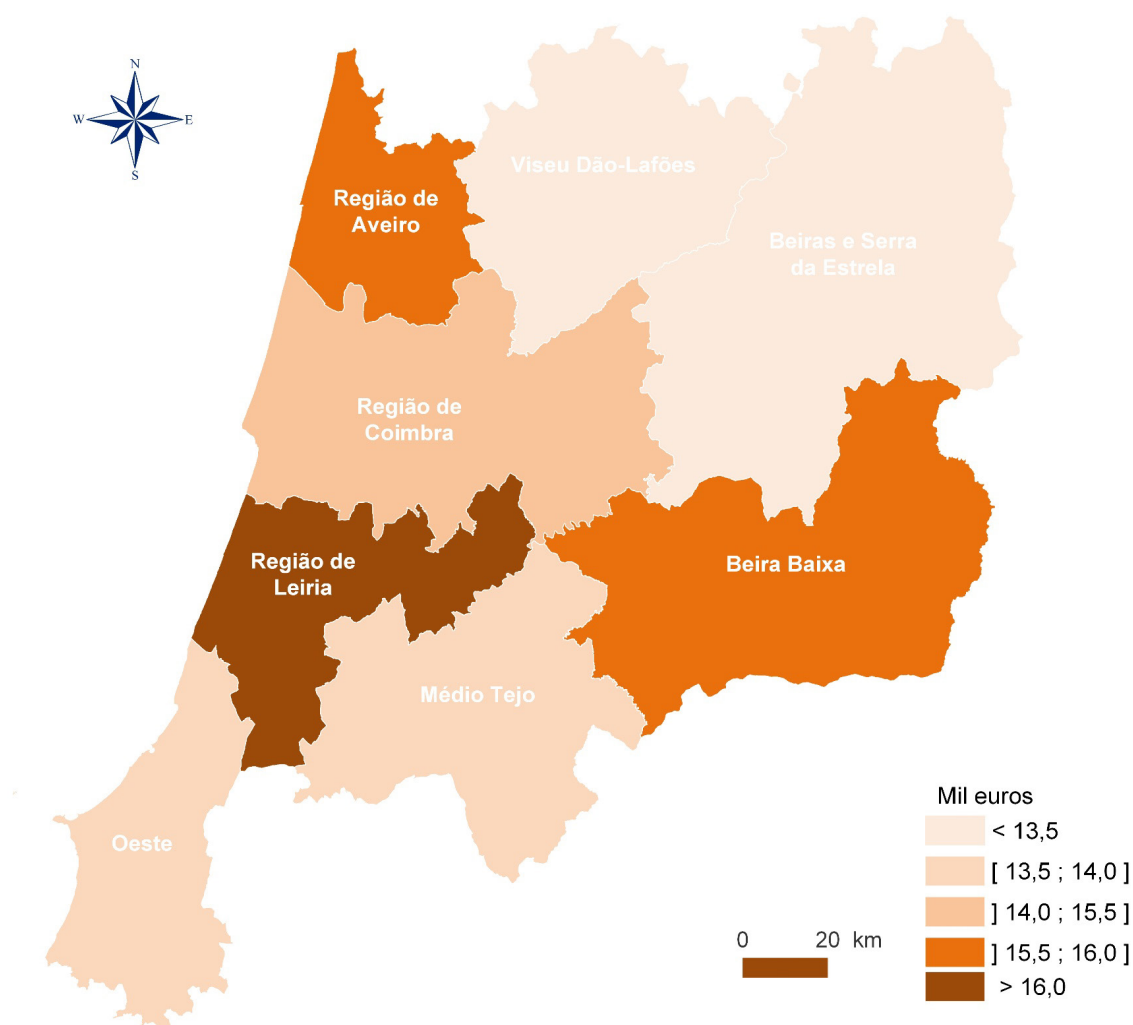 N
W
E
S
Viseu Dão-Lafões
Região de
Aveiro
Beiras e Serra
da Estrela
Região de
Coimbra
Região de
Leiria
Beira Baixa
Médio Tejo
Oeste
Mil euros
< 13,5
[ 13,5 ; 14,0 ]
] 14,0 ; 15,5 ]
] 15,5 ; 16,0 ]
> 16,0
0 20 km